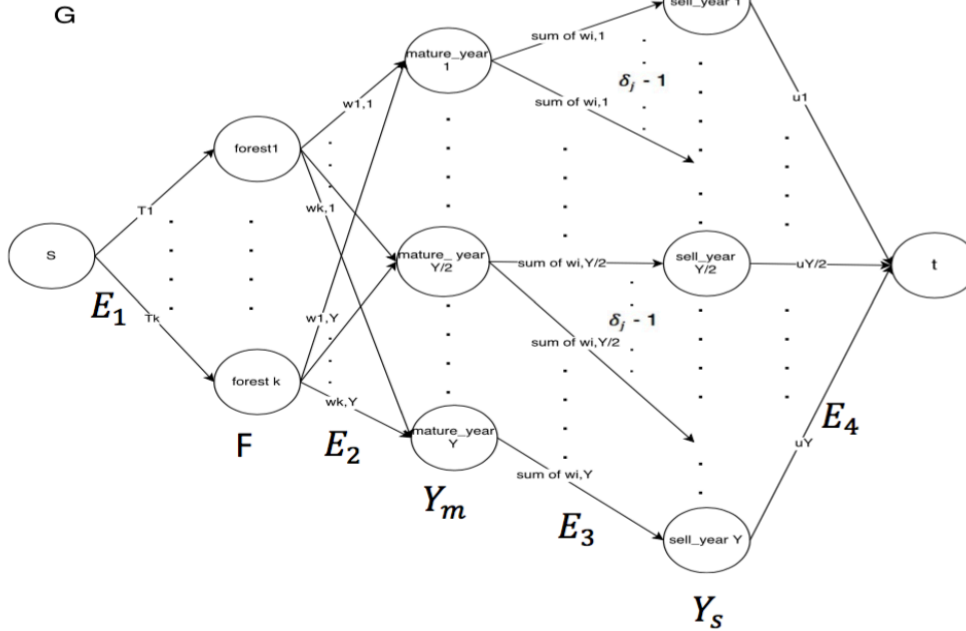 G
sell_year 1
sum of wi,1
mature_year
1
δj - 1
sum of wi,1
u1
w1,1
forest1
T1
wk,1
S
mature_ year
Y/2
sum of wi,Y/2
sell_year
Y/2
uY/2
t
E1
Tk
w1,Y
δj - 1
sum of wi,Y/2
forest k
wk,Y
E4
F
E2
mature_year
Y
uY
sum of wi,Y
Ym
E3
sell_year Y
Ys